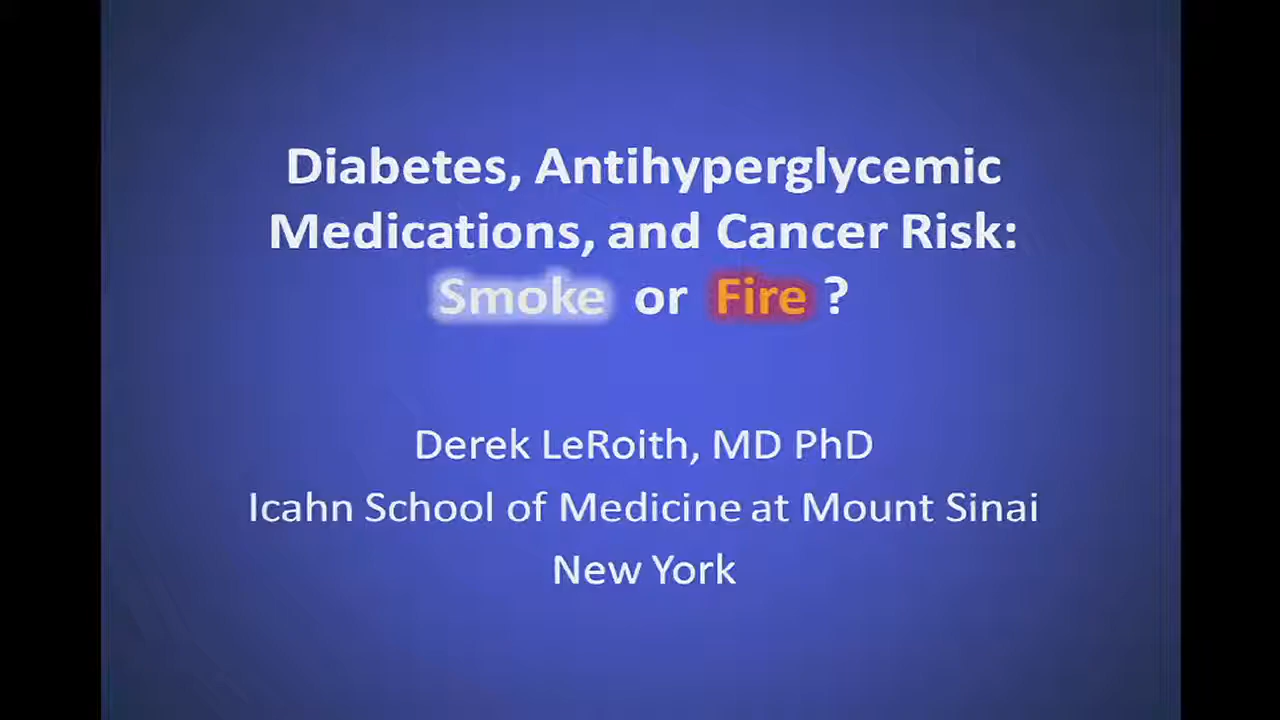 Diabetes, Antihyperglycemic
Medications, and Cancer Risk:
Smoke or Fire ?
Derek LeRoith, MD PhD
Icahn School of Medicine at Mount Sinai
New York